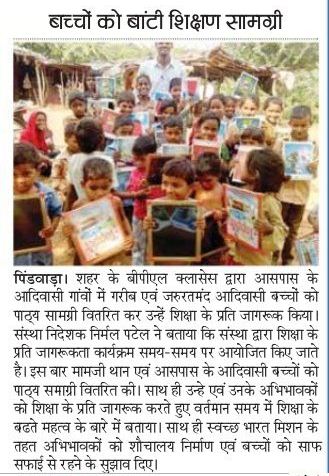 बच्चों को बांटी शिक्षण सामग्री
पिंडवाड़ा। शहर के बीपीएल क्लासेस द्वारा आसपास के
आदिवासी गांवों में गरीब एवं जरुरतमंद आदिवासी बच्चों को
पाठ्य सामग्री वितरित कर उन्हें शिक्षा के प्रति जागरूक किया।
संस्था निदेशक निर्मल पटेल ने बताया कि संस्था द्वारा शिक्षा के
प्रति जागरूकता कार्यक्रम समय-समय पर आयोजित किए जाते
है। इस बार मामजी थान एवं आसपास के आदिवासी बच्चों को
पाठ्य समाग्री वितरित की। साथ ही उन्हे एवं उनके अभिभावकों
को शिक्षा के प्रति जागरूक करते हुए वर्तमान समय में शिक्षा के
बढते महत्व के बारे में बताया। साथ ही स्वच्छ भारत मिशन के
तहत अभिभावकों को शौचालय निर्माण एवं बच्चों को साफ
सफाई से रहने के सुझाव दिए।